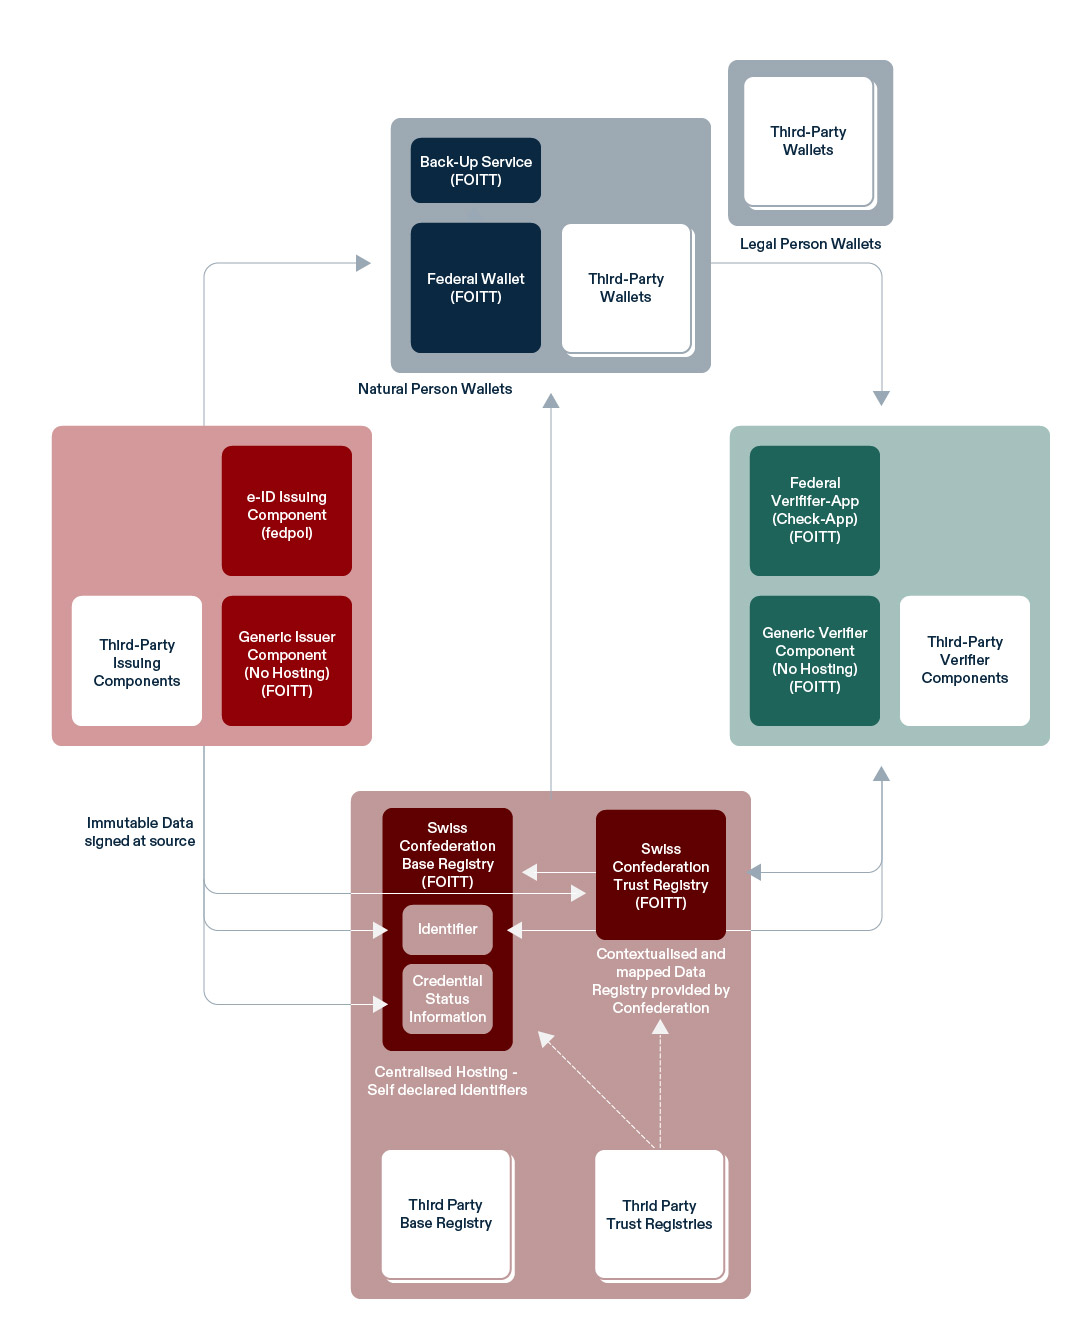 Third-Party
Wallets
Legal Person Wallets
Back-Up Service
(FOITT)
Federal Wallet
(FOITT)
Third-Party
Wallets
Natural Person Wallets
e-ID Issuing
Component
(fedpol)
Third-Party
Issuing
Components
Generic Issuer
Component
(No Hosting)
(FOITT)
Federal
Verififer-App
(Check-App)
(FOITT)
Generic Verifier
Component
(No Hosting)
(FOITT)
Third-Party
Verifier
Components
Immutable Data
signed at source
Swiss
Confederation
Base Registry
(FOITT)
Identifier
Credential
Status
Information
Centralised Hosting -
Self declared Identifiers
Swiss
Confederation
Trust Registry
(FOITT)
Contextualised and
mapped Data
Registry provided by
Confederation
Third Party
Base Registry
Thrid Party
Trust Registries